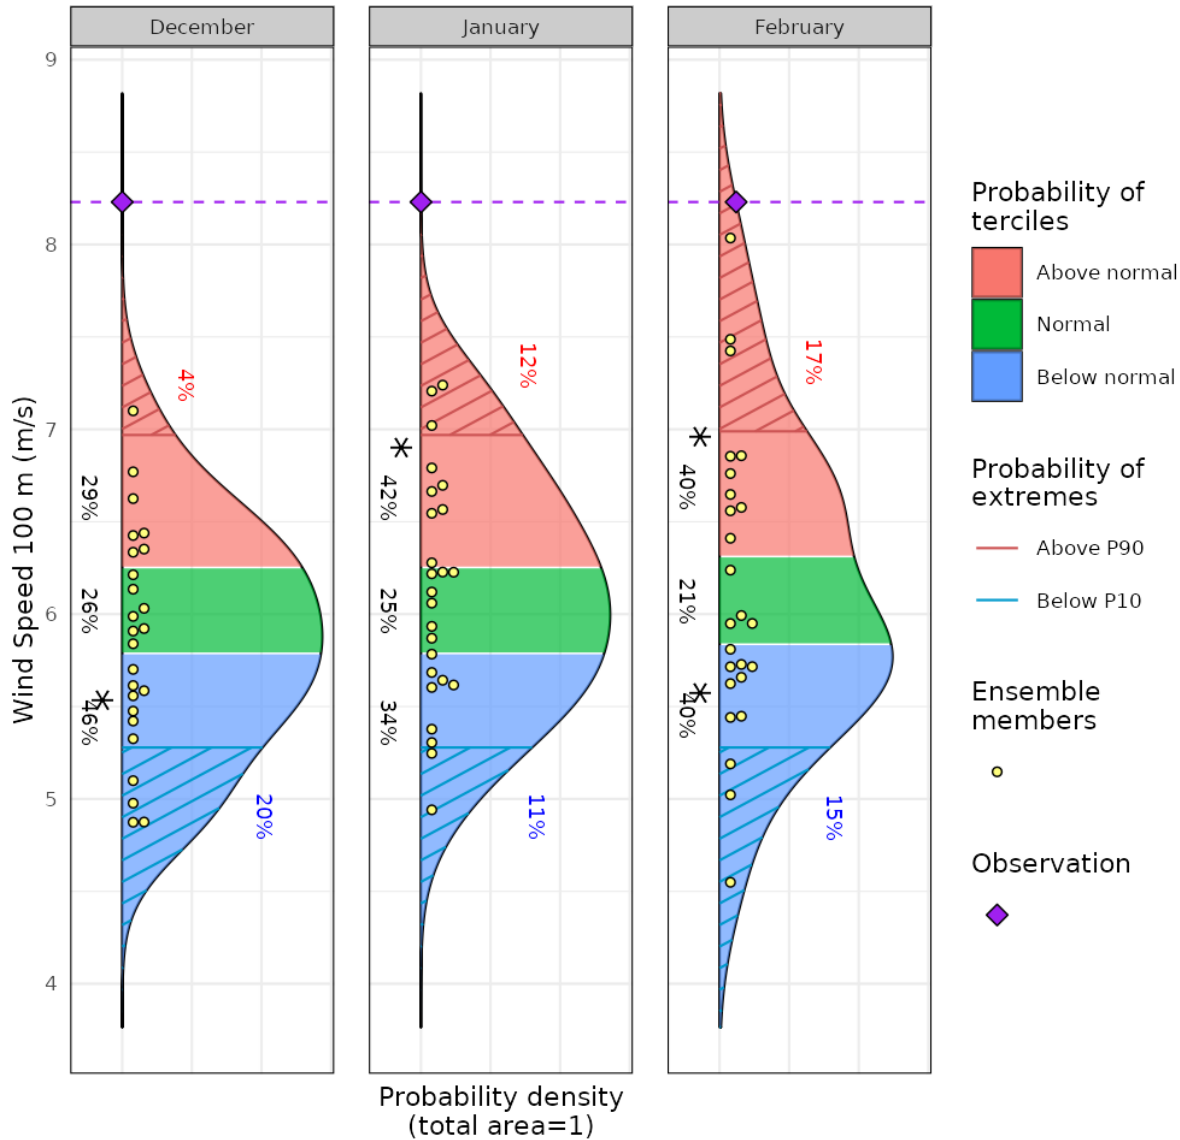 December
January
February
9
8
7
6
5
4
Wind Speed 100 m (m/s)
4%
29%
26%
46%
20%
12%
42%
25%
34%
11%
17%
40%
21%
40%
15%
Probability density
(total area=1)
Probability of
terciles
Above normal
Normal
Below normal
Probability of
extremes
Above P90
Below P10
Ensemble
members
Observation